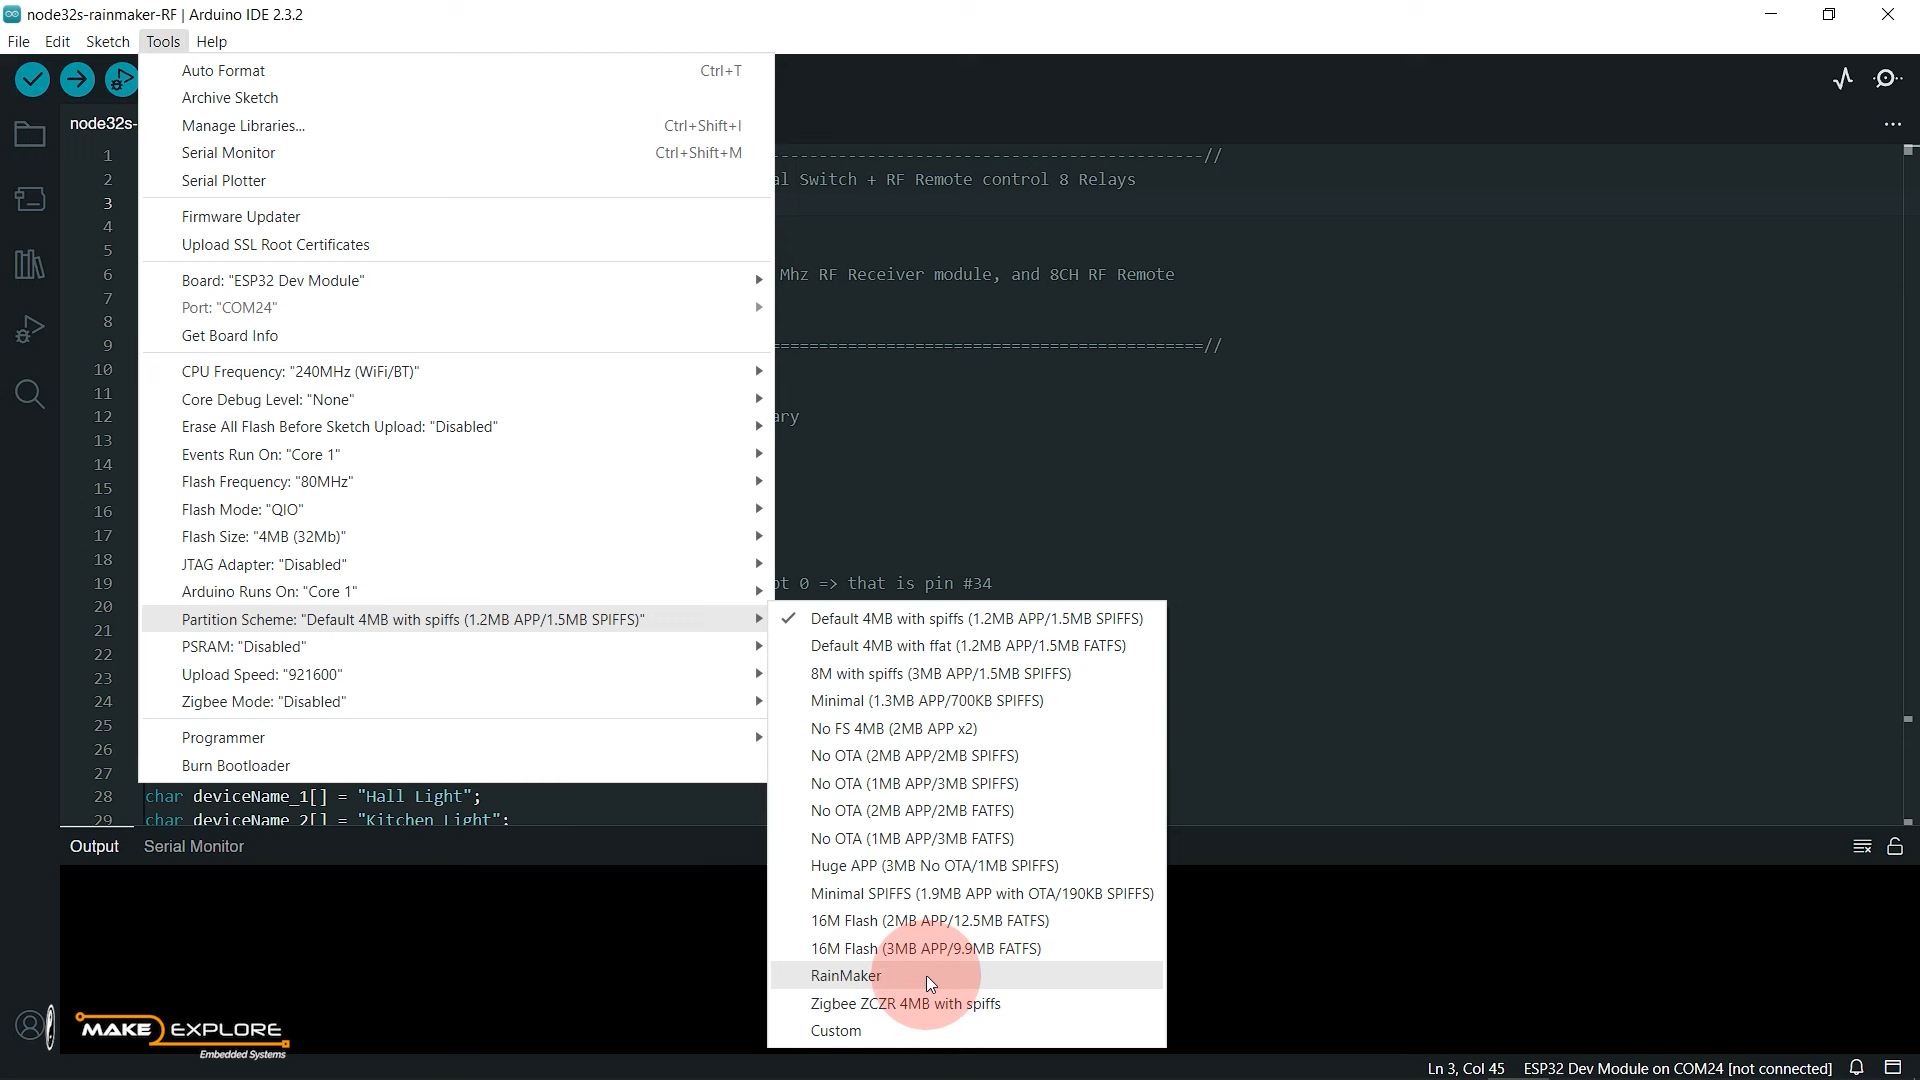 node32s-rainmaker-RF | Arduino IDE 2.3.2
File Edit Sketch Tools Help
Auto Format Ctrl+T
Archive Sketch
Manage Libraries... Ctrl+Shift+I
Serial Monitor Ctrl+Shift+M
Serial Plotter
Firmware Updater
Upload SSL Root Certificates
Board: "ESP32 Dev Module"
Port: "COM24"
Get Board Info
CPU Frequency: "240MHz (WiFi/BT)"
Core Debug Level: "None"
Erase All Flash Before Sketch Upload: "Disabled"
Events Run On: "Core 1"
Flash Frequency: "80MHz"
Flash Mode: "QIO"
Flash Size: "4MB (32Mb)"
JTAG Adapter: "Disabled"
Arduino Runs On: "Core 1"
Partition Scheme: "Default 4MB with spiffs (1.2MB APP/1.5MB SPIFFS)"
PSRAM: "Disabled"
Upload Speed: "921600"
Zigbee Mode: "Disabled"
Programmer
Burn Bootloader
Default 4MB with spiffs (1.2MB APP/1.5MB SPIFFS)
Default 4MB with ffat (1.2MB APP/1.5MB FATFS)
8M with spiffs (3MB APP/1.5MB SPIFFS)
Minimal (1.3MB APP/700KB SPIFFS)
No FS 4MB (2MB APP x2)
No OTA (2MB APP/2MB SPIFFS)
No OTA (1MB APP/3MB SPIFFS)
No OTA (2MB APP/2MB FATFS)
No OTA (1MB APP/3MB FATFS)
Huge APP (3MB No OTA/1MB SPIFFS)
Minimal SPIFFS (1.9MB APP with OTA/190KB SPIFFS)
16M Flash (2MB APP/12.5MB FATFS)
16M Flash (3MB APP/9.9MB FATFS)
RainMaker
Zigbee ZCZR 4MB with spiffs
Custom
node32s-
1 -------------------------------------------//
2 al Switch + RF Remote control 8 Relays
3
4
5
6 Mhz RF Receiver module, and 8CH RF Remote
7
8
9 ===========================================//
10
11
12 ary
13
14
15
16
17
18
19 pt 0 => that is pin #34
20
21
22
23
24
25
26
27
28 char deviceName_1[] = "Hall Light";
29 char deviceName_2[] = "Kitchen Light";
Output Serial Monitor
MAKE EXPLORE
Embedded Systems
Ln 3, Col 45 ESP32 Dev Module on COM24 [not connected]